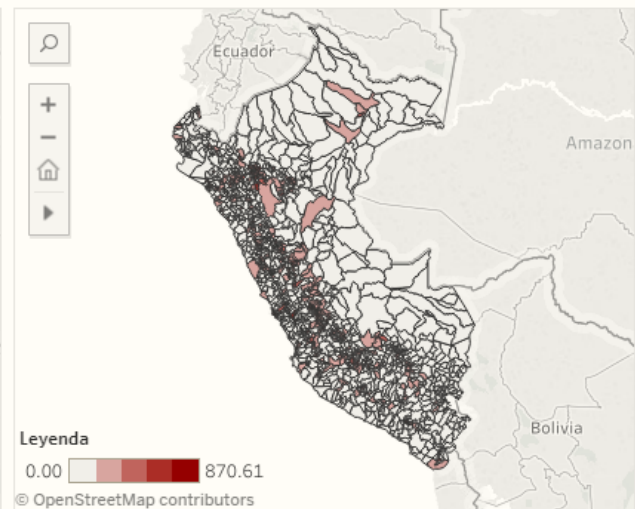 Ecuador
Amazon
Bolivia
Leyenda
0.00 870.61
© OpenStreetMap contributors